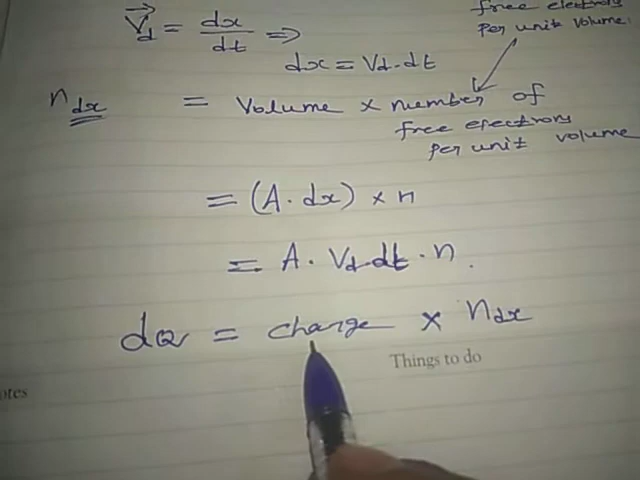 free electrons
per unit volume.
V⃗d = dx/dt ⇒
dx = Vd.dt
ndx = Volume × number of
free electrons
per unit volume
= (A.dx) × n
= A. Vd.dt.n.
dQ = charge × ndx
Things to do
otes